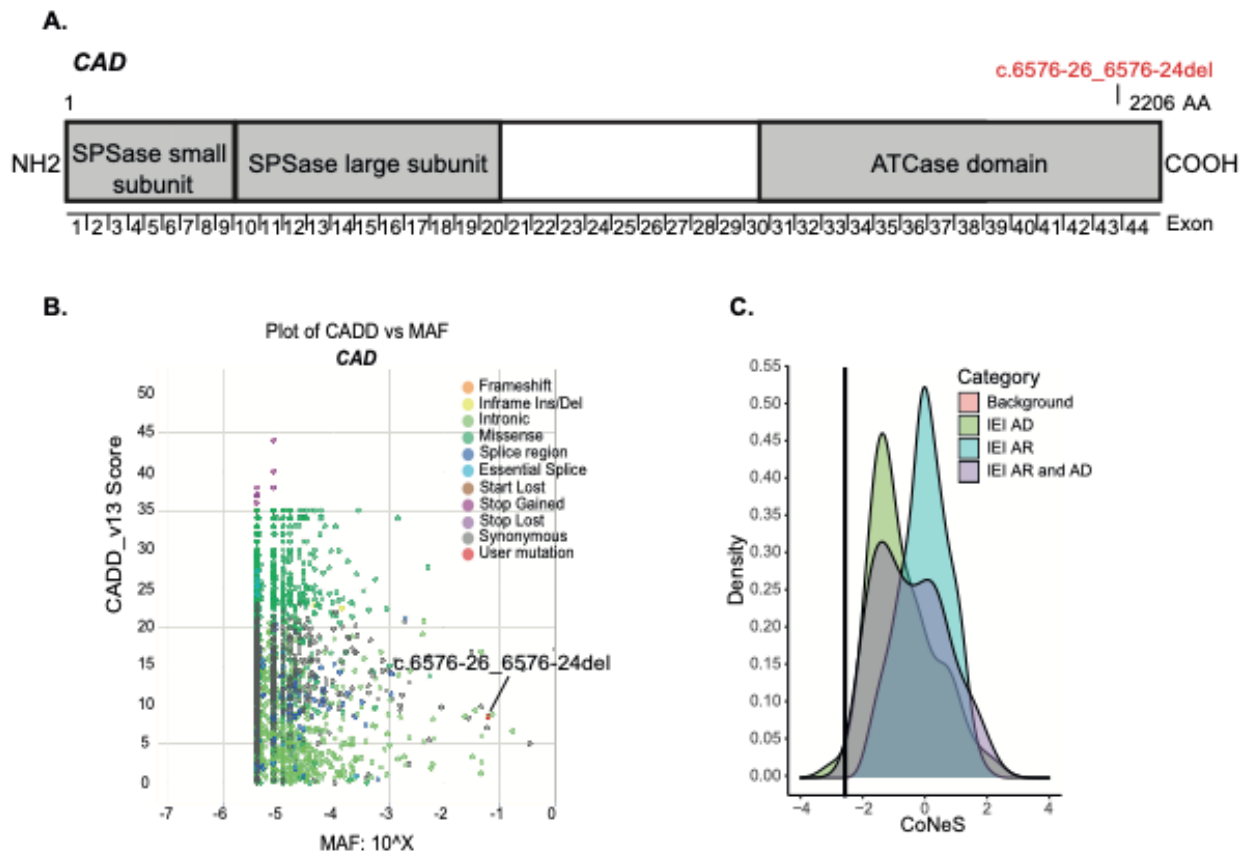 A.
CAD
c.6576-26_6576-24del
1
2206 AA
NH2
SPSase small
subunit
SPSase large subunit
ATCase domain
COOH
1 2 3 4 5 6 7 8 9 10 11 12 13 14 15 16 17 18 19 20 21 22 23 24 25 26 27 28 29 30 31 32 33 34 35 36 37 38 39 40 41 42 43 44 Exon
B.
Plot of CADD vs MAF
CAD
CADD_v13 Score
50
45
40
35
30
25
20
15
10
5
0
Frameshift
Inframe Ins/Del
Intronic
Missense
Splice region
Essential Splice
Start Lost
Stop Gained
Stop Lost
Synonymous
User mutation
c.6576-26_6576-24del
-7 -6 -5 -4 -3 -2 -1 0
MAF: 10^X
C.
Density
0.55
0.50
0.45
0.40
0.35
0.30
0.25
0.20
0.15
0.10
0.05
0.00
Category
Background
IEI AD
IEI AR
IEI AR and AD
−4 −2 0 2 4
CoNeS